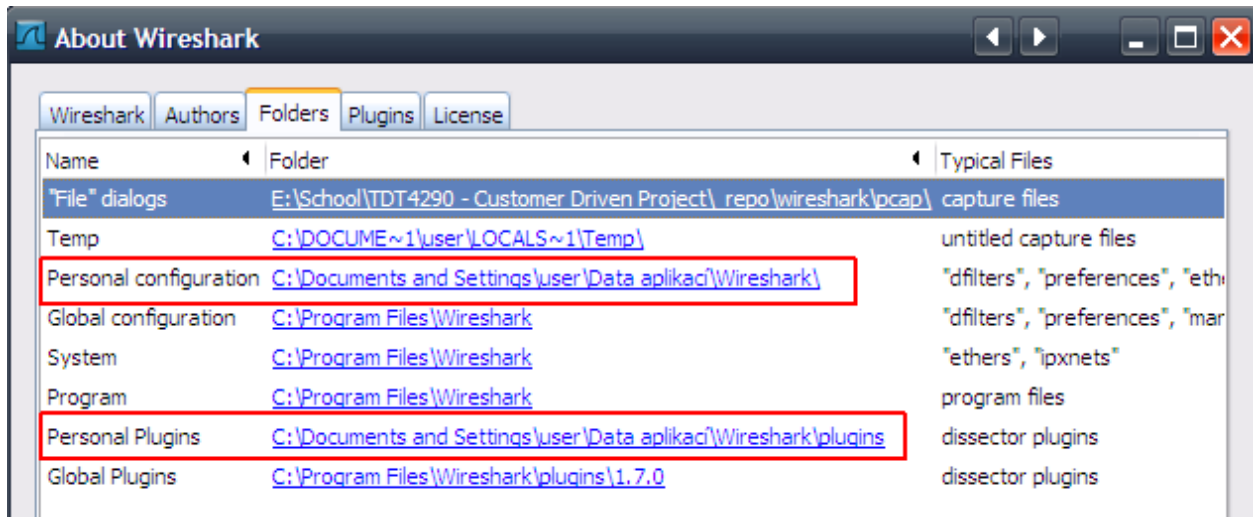 About Wireshark
Wireshark Authors Folders Plugins License
Name Folder Typical Files
"File" dialogs E:\School\TDT4290 - Customer Driven Project\_repo\wireshark\pcap\ capture files
Temp C:\DOCUME~1\user\LOCALS~1\Temp\ untitled capture files
Personal configuration C:\Documents and Settings\user\Data aplikací\Wireshark\ "dfilters", "preferences",
Global configuration C:\Program Files\Wireshark "dfilters", "preferences",
System C:\Program Files\Wireshark "ethers", "ipxnets"
Program C:\Program Files\Wireshark program files
Personal Plugins C:\Documents and Settings\user\Data aplikací\Wireshark\plugins dissector plugins
Global Plugins C:\Program Files\Wireshark\plugins\1.7.0 dissector plugins